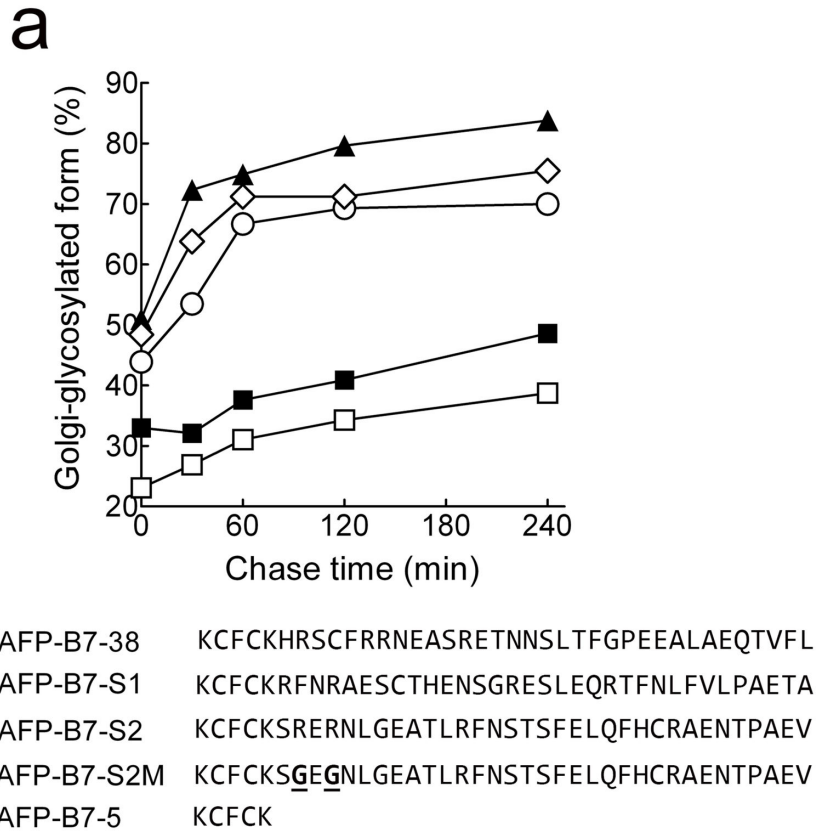 a
90
80
70
60
50
40
30
20
0 60 120 180 240
Golgi-glycosylated form (%)
Chase time (min)
AFP-B7-38 KCFCKHRSCFRRNEASRETNNSLTFGPEEALAEQTVFL
AFP-B7-S1 KCFCKRFNRAESCTHENSGRESLEQRTFNLFVLPAETA
AFP-B7-S2 KCFCKSRERNLGEATLRFNSTSFELQFHCRAENTPAEV
AFP-B7-S2M KCFCKSGEGNLGEATLRFNSTSFELQFHCRAENTPAEV
AFP-B7-5 KCFCK